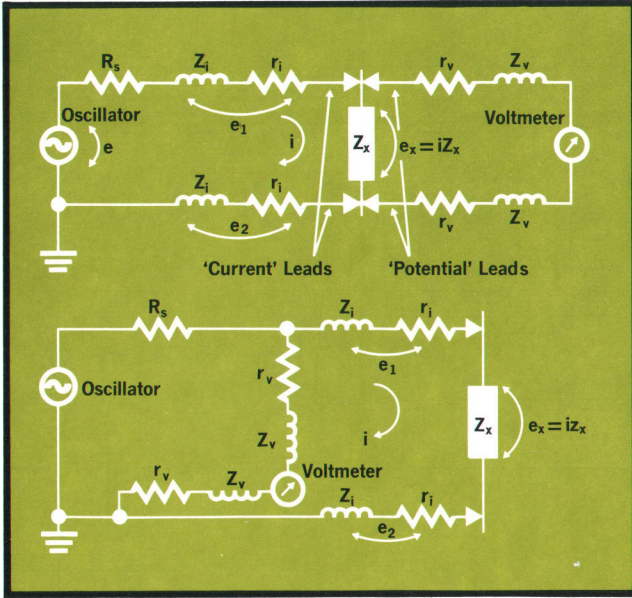 Rs Zi ri rv Zv
Oscillator Voltmeter
e e1 i Zx ex = iZx
Zi ri rv Zv
e2
'Current' Leads 'Potential' Leads
Rs Zi ri
rv e1
Oscillator Zx ex = izx
i
Zv
rv Zv Voltmeter
Zi ri
e2